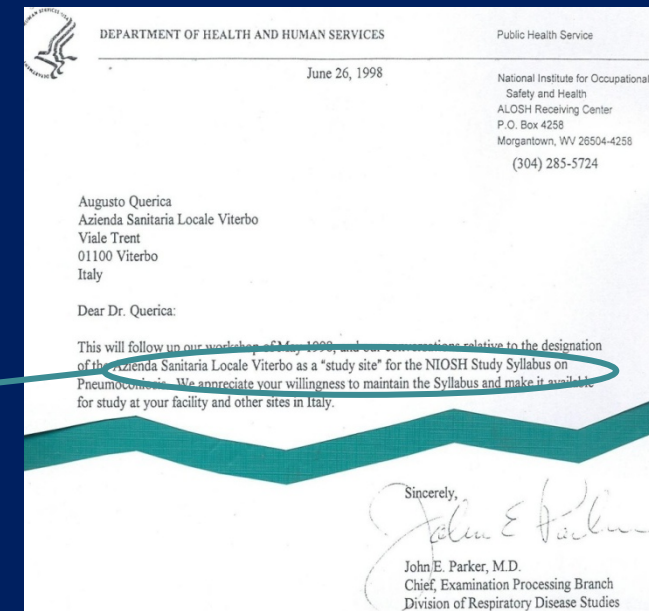 DEPARTMENT OF HEALTH AND HUMAN SERVICES
Public Health Service
June 26, 1998
National Institute for Occupational
Safety and Health
ALOSH Receiving Center
P.O. Box 4258
Morgantown, WV 26504-4258
(304) 285-5724
Augusto Querica
Azienda Sanitaria Locale Viterbo
Viale Trent
01100 Viterbo
Italy
Dear Dr. Querica:
This will follow up our workshop of May 1998, and our conversations relative to the designation
of the Azienda Sanitaria Locale Viterbo as a "study site" for the NIOSH Study Syllabus on
Pneumoconiosis. We appreciate your willingness to maintain the Syllabus and make it available
for study at your facility and other sites in Italy.
Sincerely,
John E Parker
John E. Parker, M.D.
Chief, Examination Processing Branch
Division of Respiratory Disease Studies